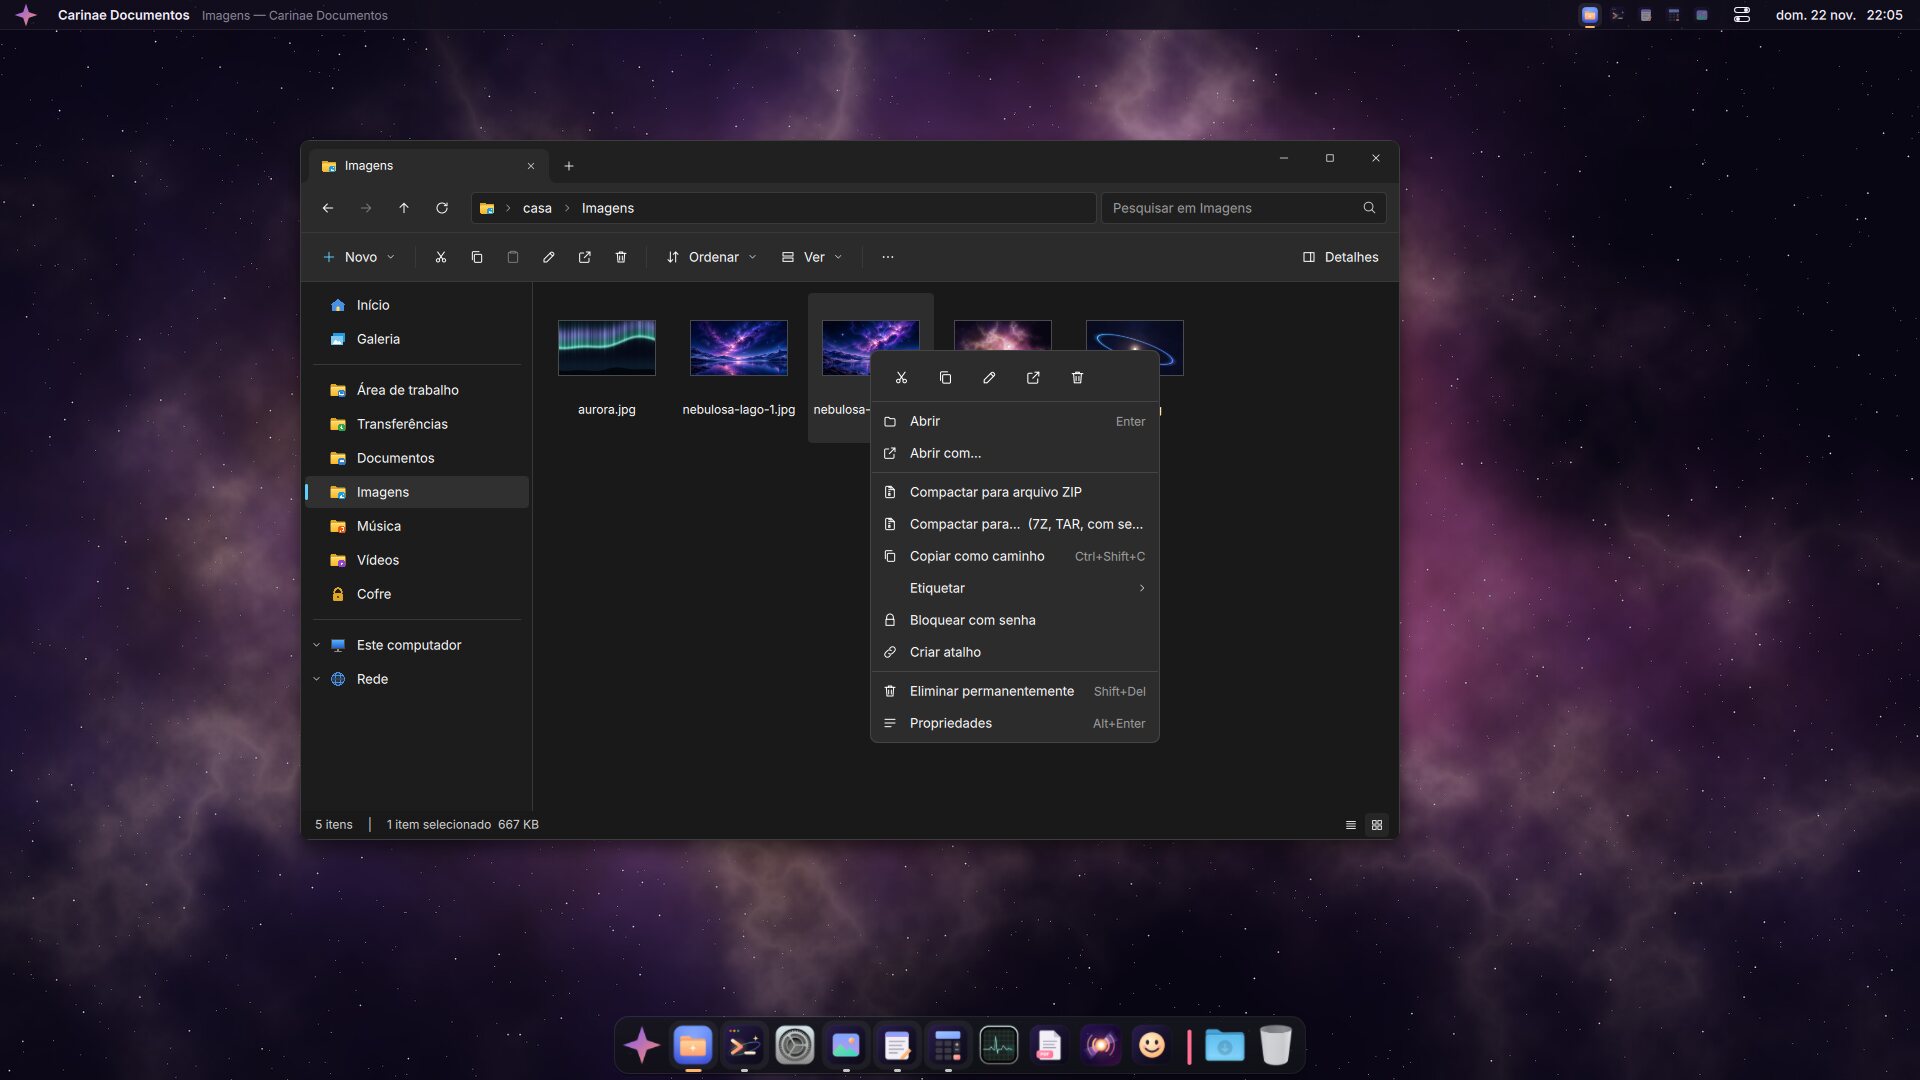 Carinae Documentos Imagens — Carinae Documentos
dom. 22 nov. 22:05
Imagens
casa Imagens
Pesquisar em Imagens
Novo
Ordenar
Ver
Detalhes
Início
Galeria
Área de trabalho
Transferências
Documentos
Imagens
Música
Vídeos
Cofre
Este computador
Rede
aurora.jpg
nebulosa-lago-1.jpg
nebulosa-
Abrir Enter
Abrir com...
Compactar para arquivo ZIP
Compactar para... (7Z, TAR, com se...
Copiar como caminho Ctrl+Shift+C
Etiquetar
Bloquear com senha
Criar atalho
Eliminar permanentemente Shift+Del
Propriedades Alt+Enter
5 itens | 1 item selecionado 667 KB
PDF